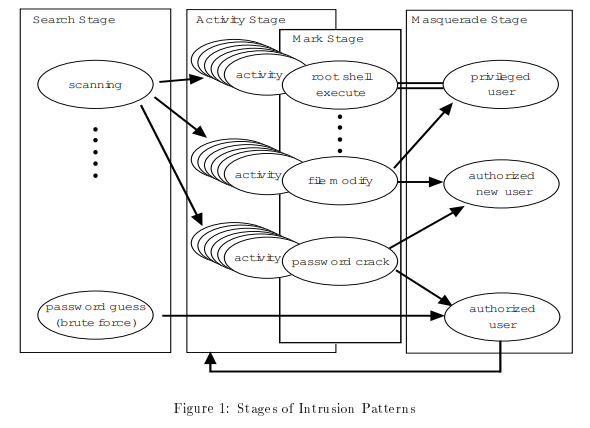 Search Stage
Activity Stage
Mark Stage
Masquerade Stage
scanning
activity
root shell
execute
privileged
user
activity
file modify
authorized
new user
activity
password crack
password guess
(brute force)
authorized
user
Figure 1: Stages of Intrusion Patterns